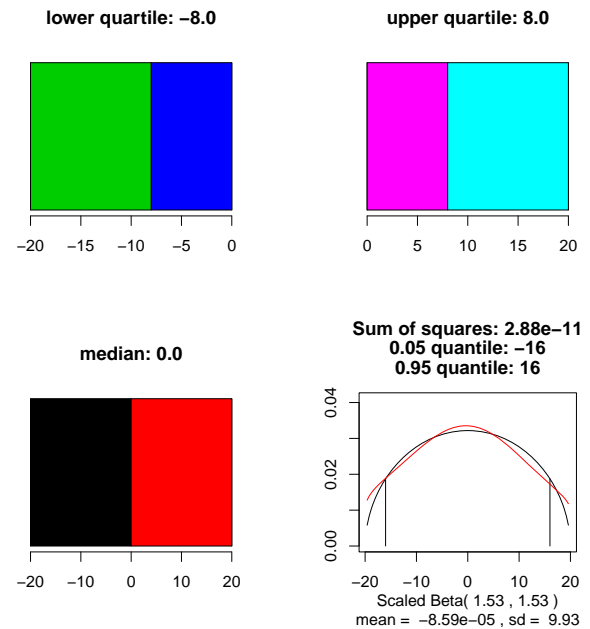 lower quartile: −8.0
−20 −15 −10 −5 0
upper quartile: 8.0
0 5 10 15 20
median: 0.0
−20 −10 0 10 20
Sum of squares: 2.88e−11
0.05 quantile: −16
0.95 quantile: 16
0.04
0.02
0.00
−20 −10 0 10 20
Scaled Beta( 1.53 , 1.53 )
mean = −8.59e−05 , sd = 9.93